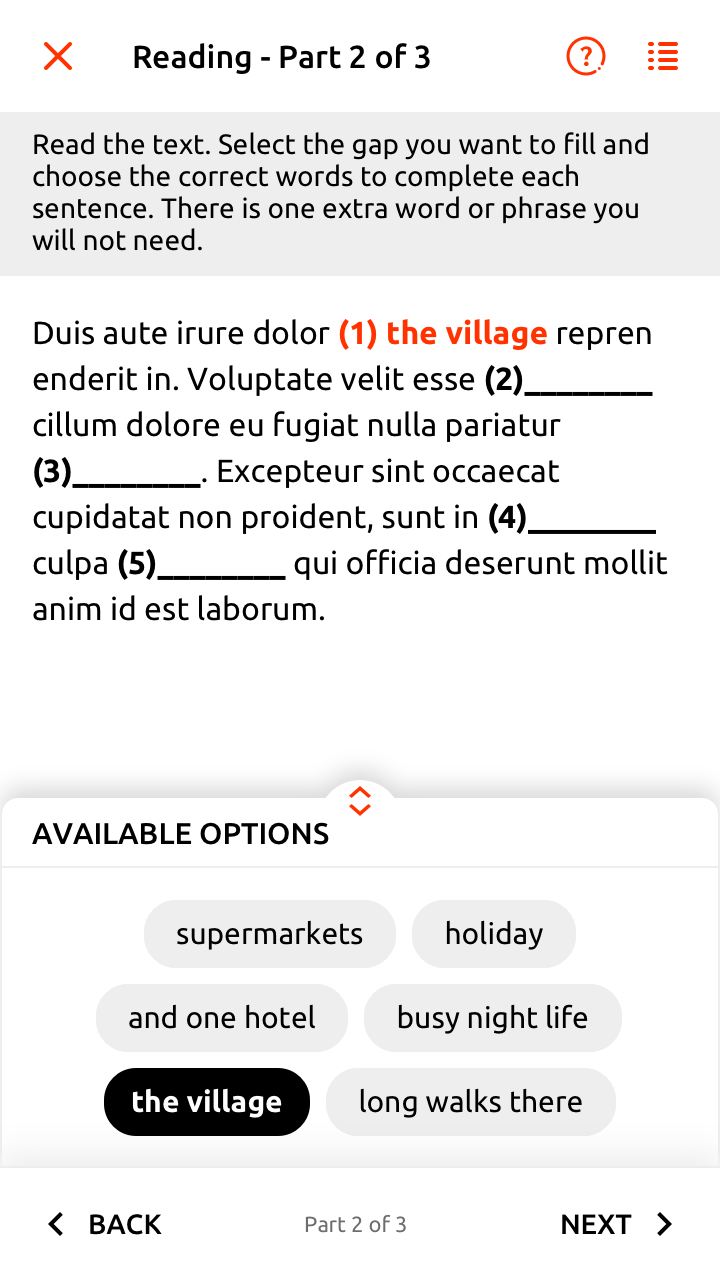 Reading - Part 2 of 3
?
Read the text. Select the gap you want to fill and
choose the correct words to complete each
sentence. There is one extra word or phrase you
will not need.
Duis aute irure dolor (1) the village repren
enderit in. Voluptate velit esse (2)________
cillum dolore eu fugiat nulla pariatur
(3)________. Excepteur sint occaecat
cupidatat non proident, sunt in (4)________
culpa (5)________ qui officia deserunt mollit
anim id est laborum.
AVAILABLE OPTIONS
supermarkets holiday
and one hotel busy night life
the village long walks there
BACK Part 2 of 3 NEXT